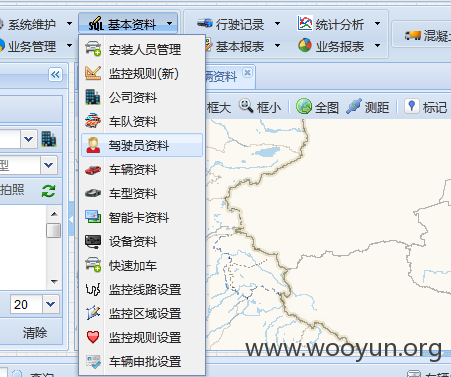 系统维护 基本资料 行驶记录 统计分析
业务管理 基本报表 业务报表 混凝
安装人员管理
监控规则(新)
辆资料
公司资料
框大 框小 全图 测距 标记
车队资料
驾驶员资料
型
车辆资料
拍照
车型资料
智能卡资料
设备资料
快速加车
监控线路设置
20
监控区域设置
清除
监控规则设置
www.wooyun.org
车辆审批设置
查询